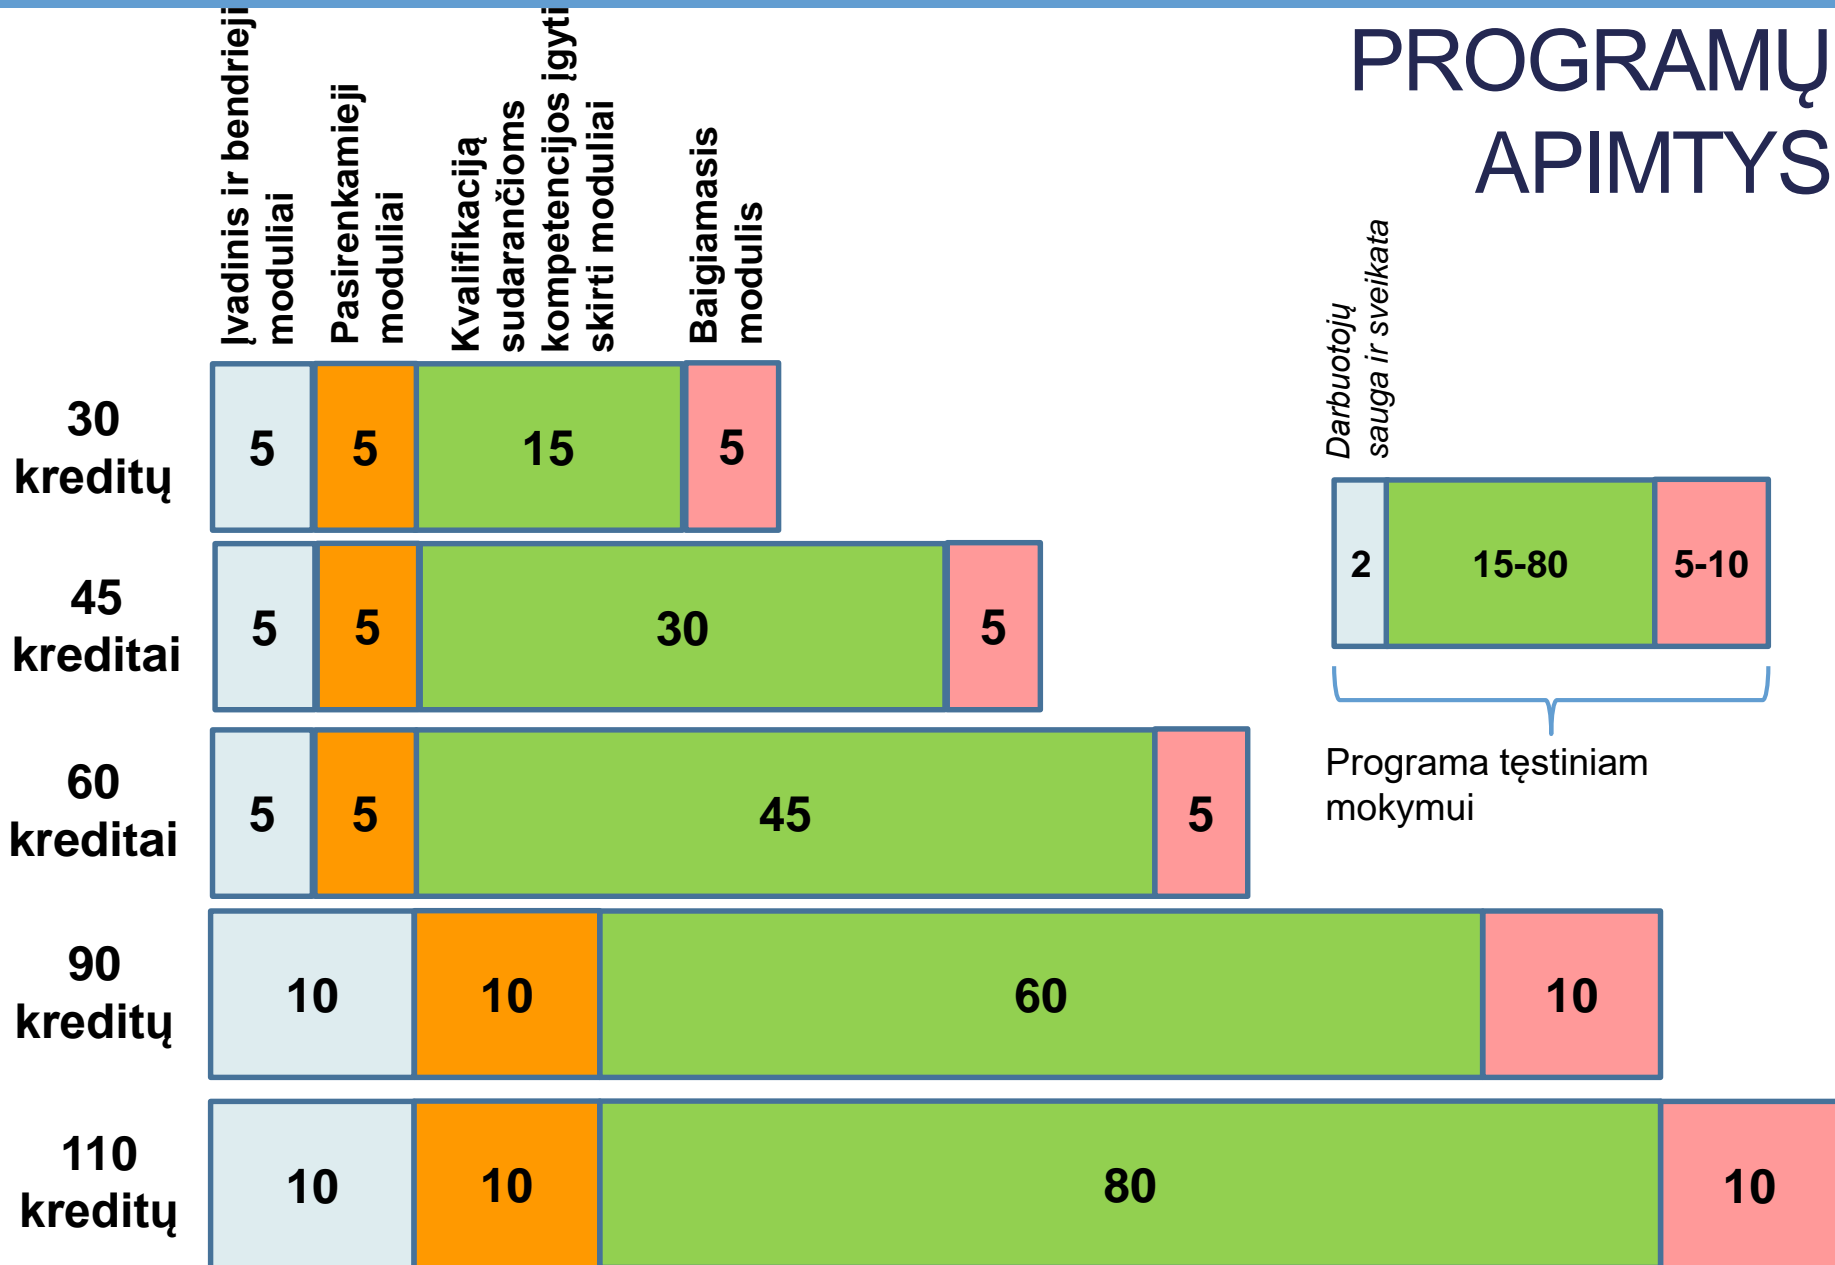 PROGRAMŲ
APIMTYS
Įvadinis ir bendrieji
moduliai
Pasirenkamieji
moduliai
Kvalifikaciją
sudarančioms
kompetencijos įgyti
skirti moduliai
Baigiamasis
modulis
30
kreditų
5
5
15
5
45
kreditai
5
5
30
5
60
kreditai
5
5
45
5
90
kreditų
10
10
60
10
110
kreditų
10
10
80
10
Darbuotojų
sauga ir sveikata
2
15-80
5-10
Programa tęstiniam
mokymui